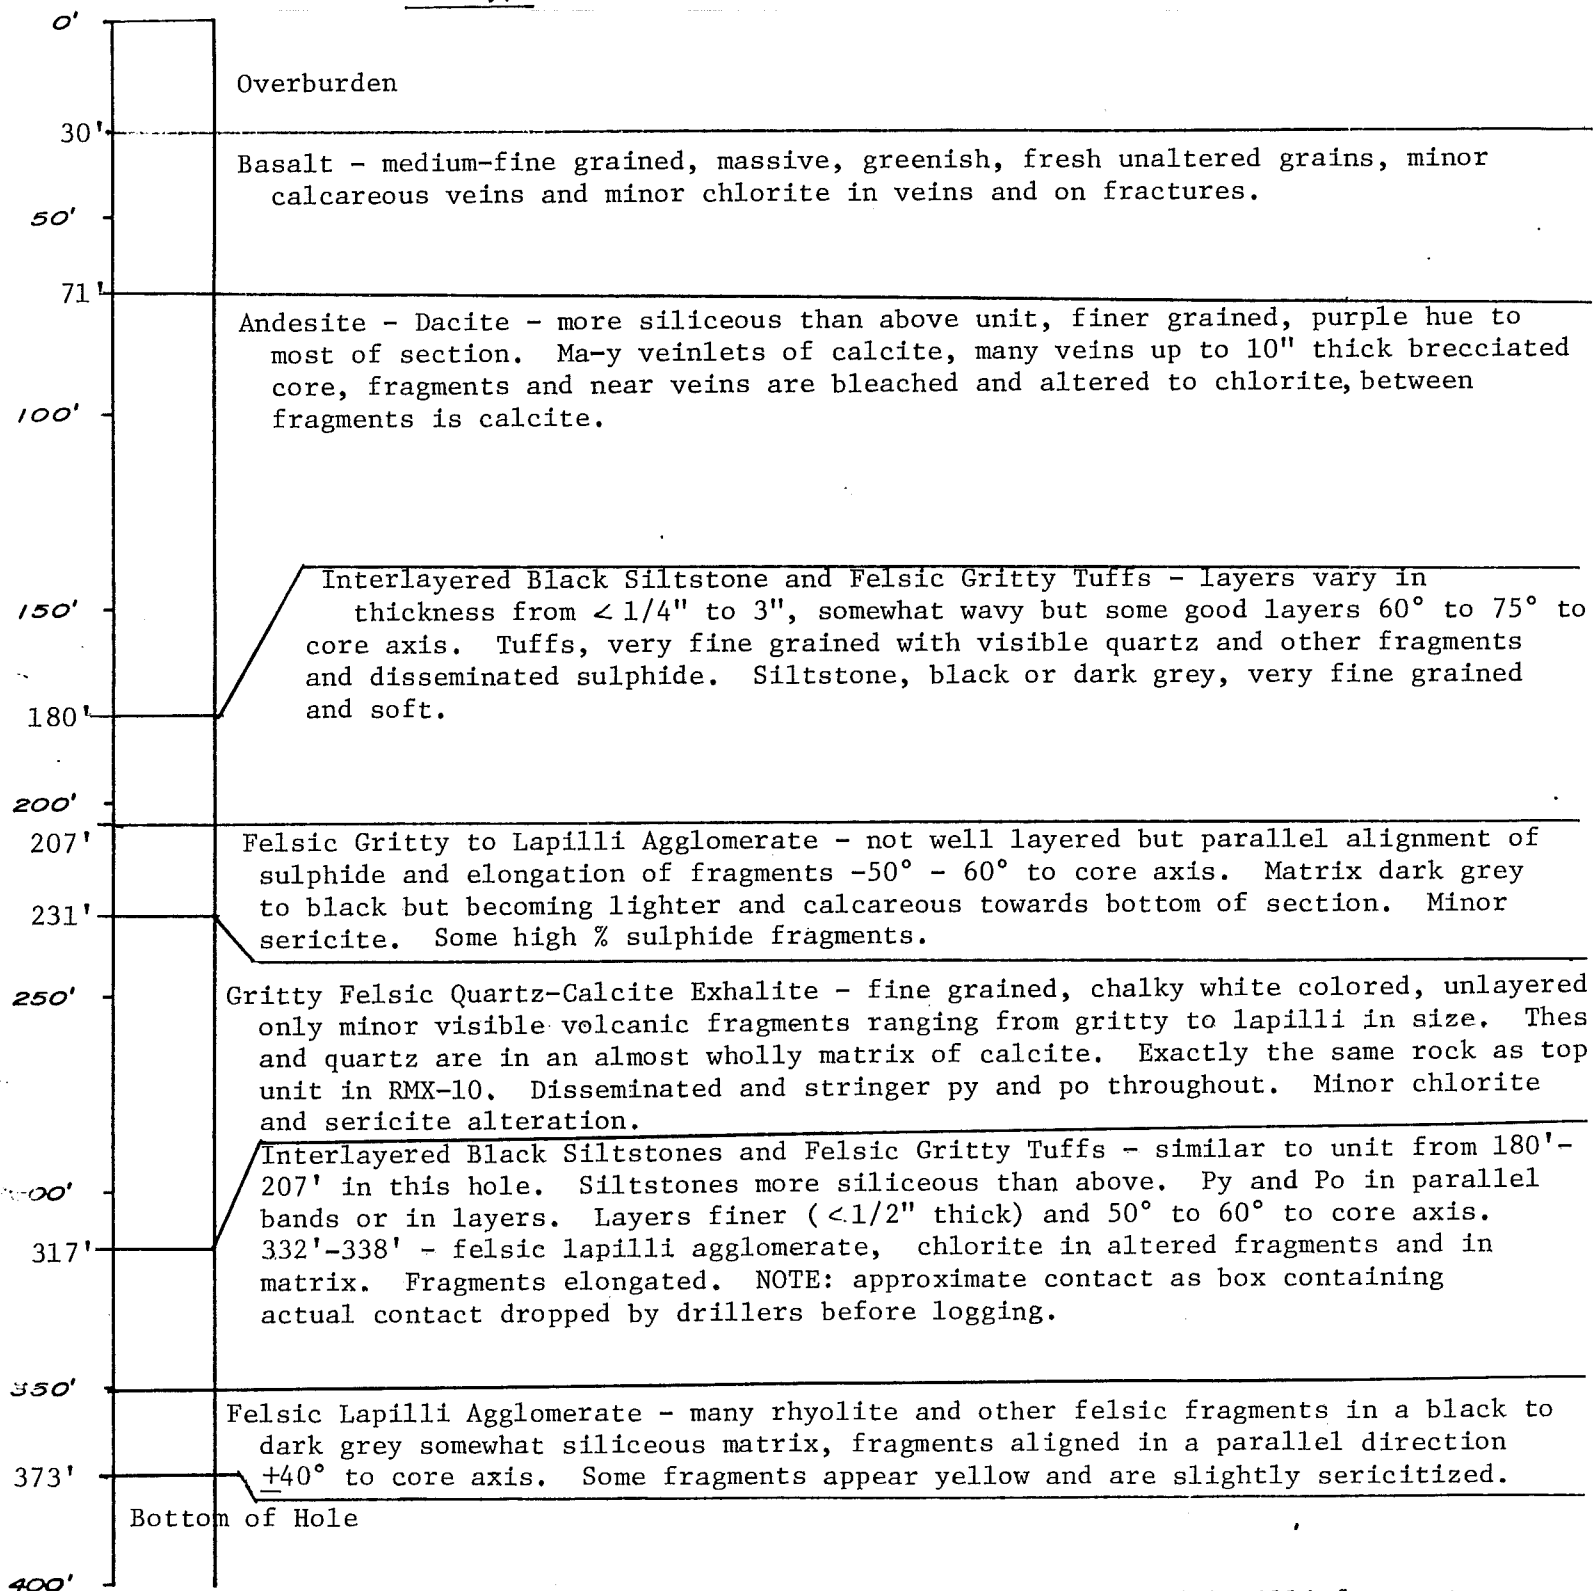 0'
Overburden
30'
Basalt - medium-fine grained, massive, greenish, fresh unaltered grains, minor
calcareous veins and minor chlorite in veins and on fractures.
50'
71'
Andesite - Dacite - more siliceous than above unit, finer grained, purple hue to
most of section. Ma-y veinlets of calcite, many veins up to 10" thick brecciated
core, fragments and near veins are bleached and altered to chlorite, between
100'
fragments is calcite.
Interlayered Black Siltstone and Felsic Gritty Tuffs - layers vary in
150'
thickness from < 1/4" to 3", somewhat wavy but some good layers 60° to 75° to
core axis. Tuffs, very fine grained with visible quartz and other fragments
and disseminated sulphide. Siltstone, black or dark grey, very fine grained
180'
and soft.
200'
207'
Felsic Gritty to Lapilli Agglomerate - not well layered but parallel alignment of
sulphide and elongation of fragments -50° - 60° to core axis. Matrix dark grey
231'
to black but becoming lighter and calcareous towards bottom of section. Minor
sericite. Some high % sulphide fragments.
250'
Gritty Felsic Quartz-Calcite Exhalite - fine grained, chalky white colored, unlayered
only minor visible volcanic fragments ranging from gritty to lapilli in size. Thes
and quartz are in an almost wholly matrix of calcite. Exactly the same rock as top
unit in RMX-10. Disseminated and stringer py and po throughout. Minor chlorite
and sericite alteration.
Interlayered Black Siltstones and Felsic Gritty Tuffs - similar to unit from 180'-
00'
207' in this hole. Siltstones more siliceous than above. Py and Po in parallel
bands or in layers. Layers finer (<1/2" thick) and 50° to 60° to core axis.
317'
332'-338' - felsic lapilli agglomerate, chlorite in altered fragments and in
matrix. Fragments elongated. NOTE: approximate contact as box containing
actual contact dropped by drillers before logging.
350'
Felsic Lapilli Agglomerate - many rhyolite and other felsic fragments in a black to
dark grey somewhat siliceous matrix, fragments aligned in a parallel direction
373'
±40° to core axis. Some fragments appear yellow and are slightly sericitized.
Bottom of Hole
400'